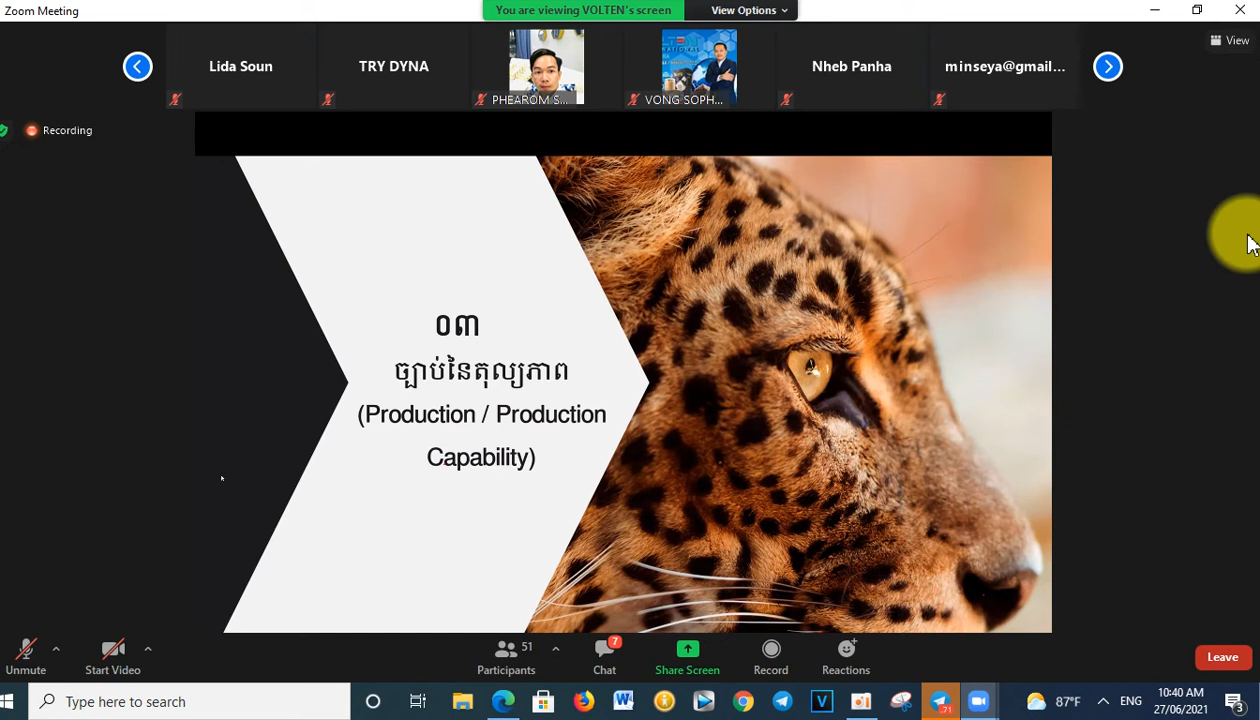 Zoom Meeting
You are viewing VOLTEN's screen
View Options
View
Lida Soun
TRY DYNA
PHEAROM S...
VONG SOPH...
Nheb Panha
minseya@gmail...
Recording
០៣
ច្បាប់នៃតុល្យភាព
(Production / Production
Capability)
Unmute
Start Video
51
Participants
7
Chat
Share Screen
Record
Reactions
Leave
Type here to search
71
87°F
ENG
10:40 AM
27/06/2021
3